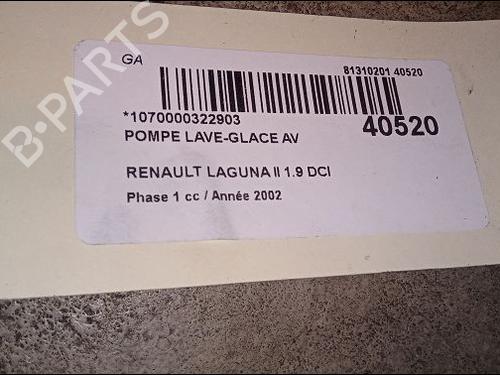 GA
81310201 40520
*1070000322903
40520
POMPE LAVE-GLACE AV
RENAULT LAGUNA II 1.9 DCI
Phase 1 cc / Année 2002
B-PARTS